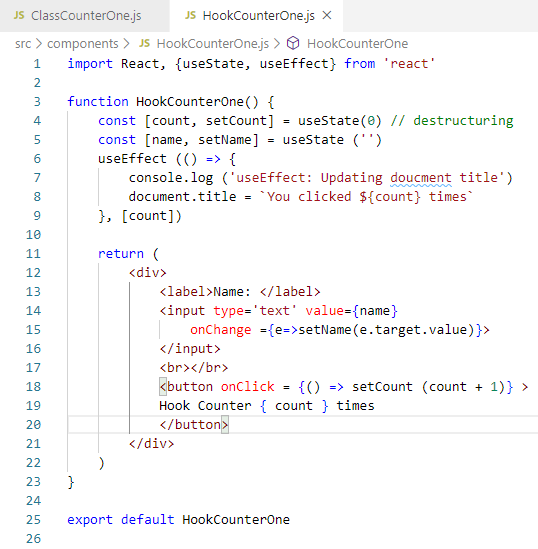 JS ClassCounterOne.js JS HookCounterOne.js ×
src > components > JS HookCounterOne.js > HookCounterOne
1 import React, {useState, useEffect} from 'react'
2
3 function HookCounterOne() {
4     const [count, setCount] = useState(0) // destructuring
5     const [name, setName] = useState ('')
6     useEffect (() => {
7         console.log ('useEffect: Updating doucment title')
8         document.title = `You clicked ${count} times`
9     }, [count])
10
11     return (
12         <div>
13             <label>Name: </label>
14             <input type='text' value={name}
15                 onChange ={e=>setName(e.target.value)}>
16             </input>
17             <br></br>
18             <button onClick = {() => setCount (count + 1)} >
19             Hook Counter { count } times
20             </button>
21         </div>
22     )
23 }
24
25 export default HookCounterOne
26